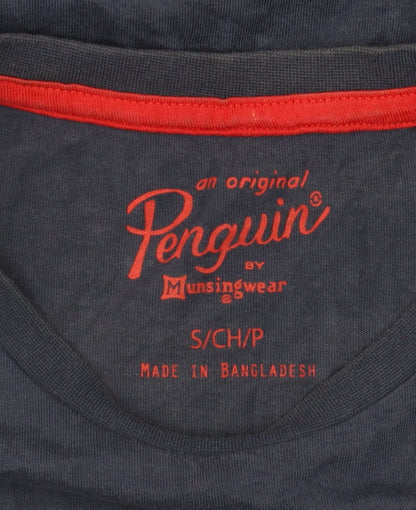 an original
Penguin®
BY
Munsingwear®
S/CH/P
MADE IN BANGLADESH